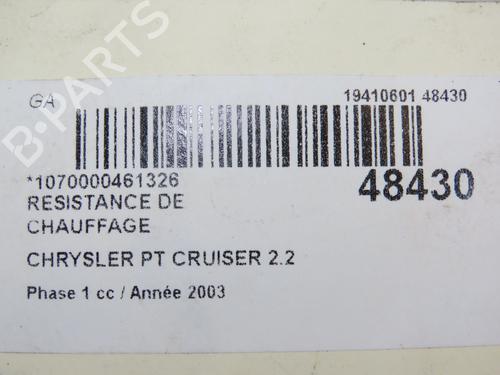 GA
19410601 48430
*1070000461326
48430
RESISTANCE DE
CHAUFFAGE
CHRYSLER PT CRUISER 2.2
Phase 1 cc / Année 2003
B-PARTS